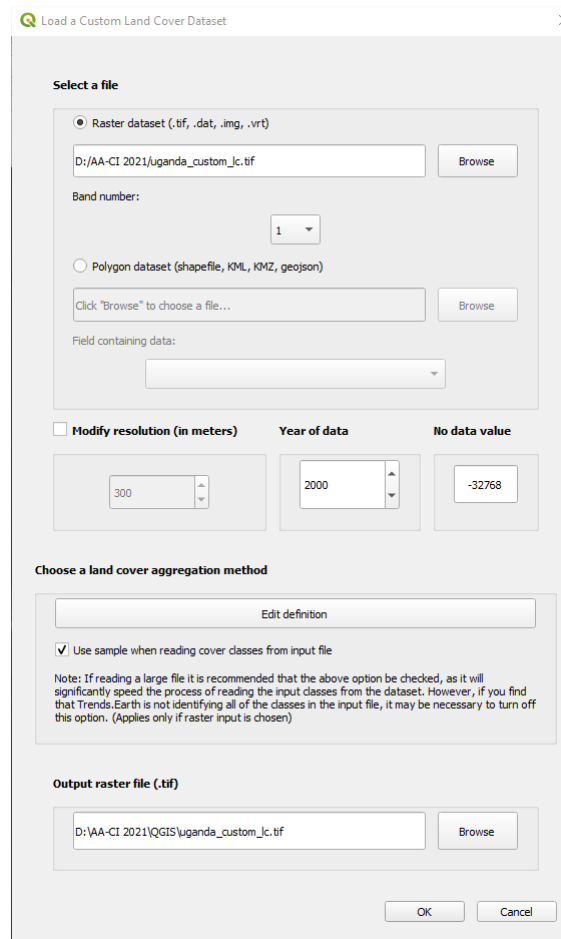 Load a Custom Land Cover Dataset
Select a file
Raster dataset (.tif, .dat, .img, .vrt)
D:/AA-CI 2021/uganda_custom_lc.tif
Browse
Band number:
1
Polygon dataset (shapefile, KML, KMZ, geojson)
Click "Browse" to choose a file...
Browse
Field containing data:
Modify resolution (in meters)
Year of data
No data value
300
2000
-32768
Choose a land cover aggregation method
Edit definition
Use sample when reading cover classes from input file
Note: If reading a large file it is recommended that the above option be checked, as it will
significantly speed the process of reading the input classes from the dataset. However, if you find
that Trends.Earth is not identifying all of the classes in the input file, it may be necessary to turn off
this option. (Applies only if raster input is chosen)
Output raster file (.tif)
D:\AA-CI 2021\QGIS\uganda_custom_lc.tif
Browse
OK
Cancel